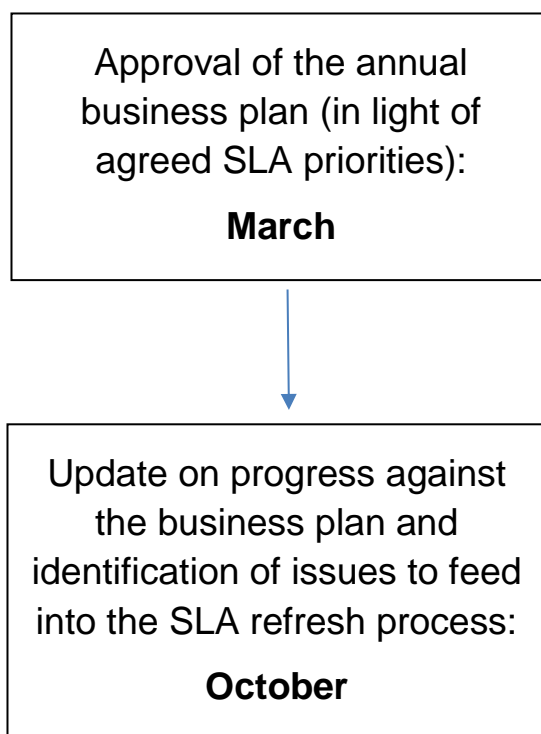 Approval of the annual
business plan (in light of
agreed SLA priorities):
March
Update on progress against
the business plan and
identification of issues to feed
into the SLA refresh process:
October